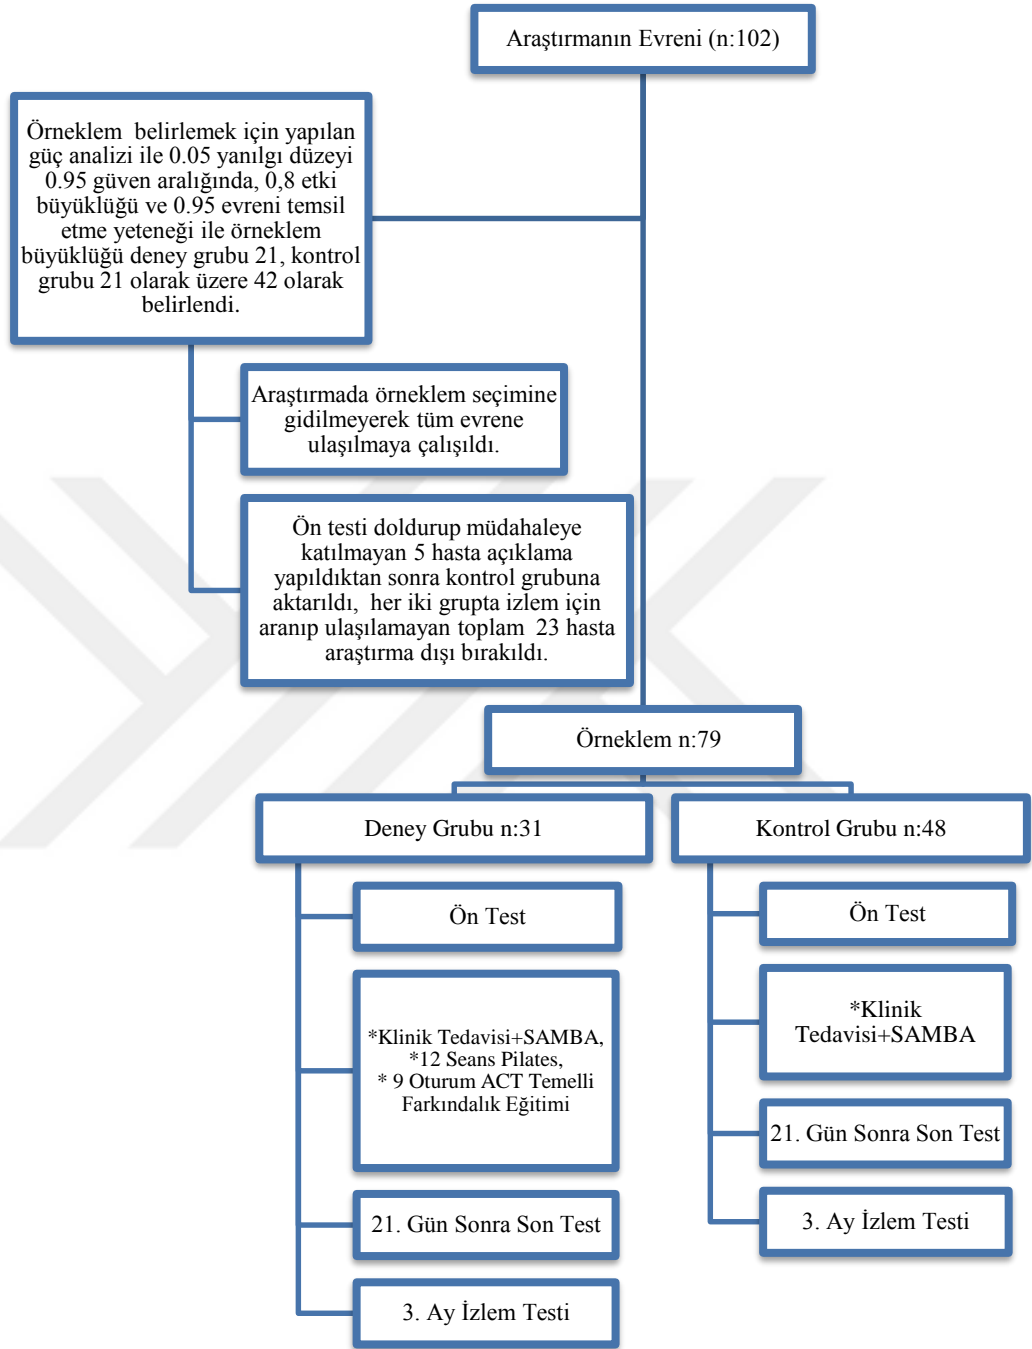 Araştırmanın Evreni (n:102)
Örneklem belirlemek için yapılan
güç analizi ile 0.05 yanılgı düzeyi
0.95 güven aralığında, 0,8 etki
büyüklüğü ve 0.95 evreni temsil
etme yeteneği ile örneklem
büyüklüğü deney grubu 21, kontrol
grubu 21 olarak üzere 42 olarak
belirlendi.
Araştırmada örneklem seçimine
gidilmeyerek tüm evrene
ulaşılmaya çalışıldı.
Ön testi doldurup müdahaleye
katılmayan 5 hasta açıklama
yapıldıktan sonra kontrol grubuna
aktarıldı, her iki grupta izlem için
aranıp ulaşılamayan toplam 23 hasta
araştırma dışı bırakıldı.
Örneklem n:79
Deney Grubu n:31
Ön Test
*Klinik Tedavisi+SAMBA,
*12 Seans Pilates,
* 9 Oturum ACT Temelli
Farkındalık Eğitimi
21. Gün Sonra Son Test
3. Ay İzlem Testi
Kontrol Grubu n:48
Ön Test
*Klinik
Tedavisi+SAMBA
21. Gün Sonra Son Test
3. Ay İzlem Testi